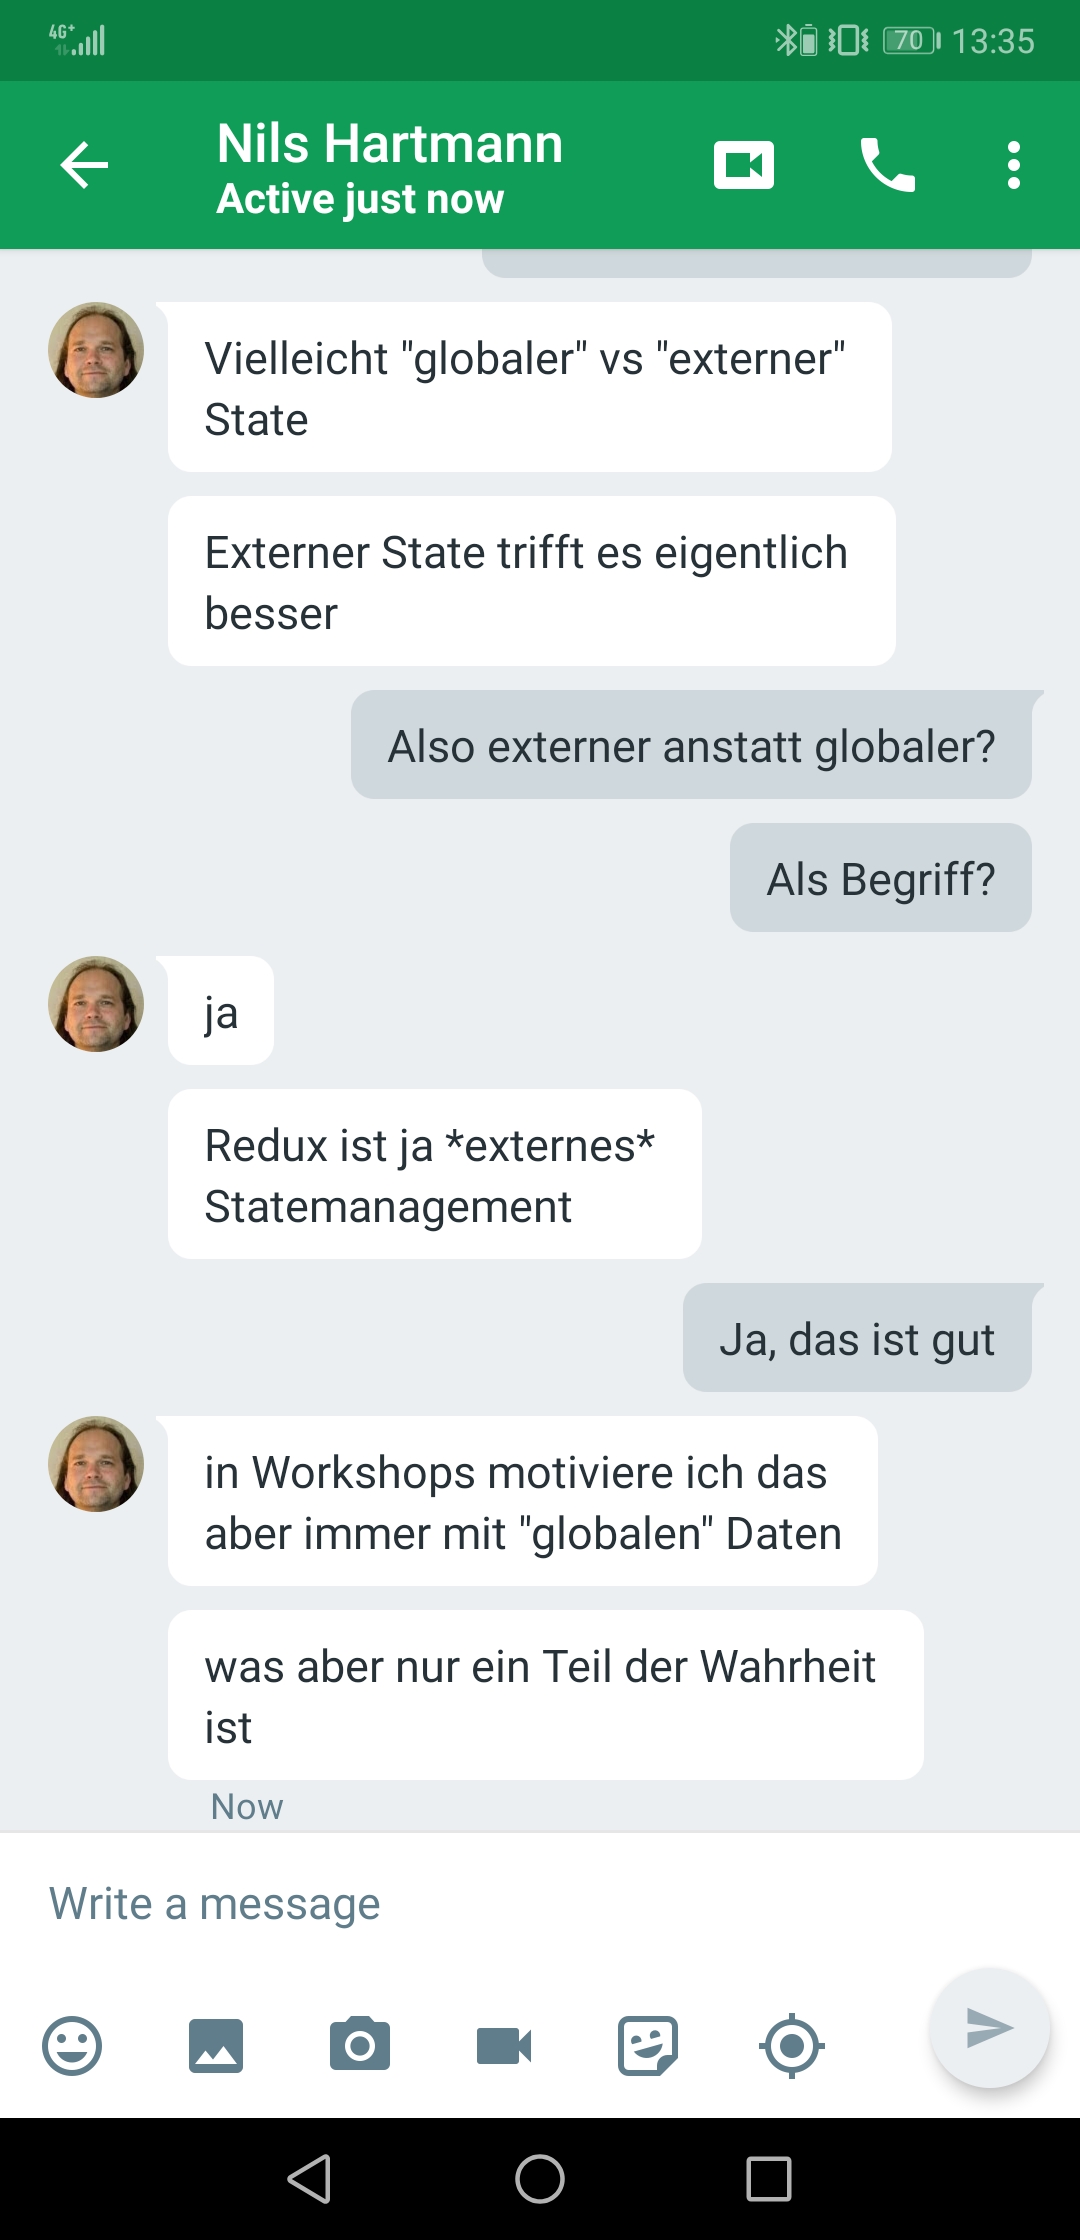 4G+
70
13:35
Nils Hartmann
Active just now
Vielleicht "globaler" vs "externer"
State
Externer State trifft es eigentlich
besser
Also externer anstatt globaler?
Als Begriff?
ja
Redux ist ja *externes*
Statemanagement
Ja, das ist gut
in Workshops motiviere ich das
aber immer mit "globalen" Daten
was aber nur ein Teil der Wahrheit
ist
Now
Write a message